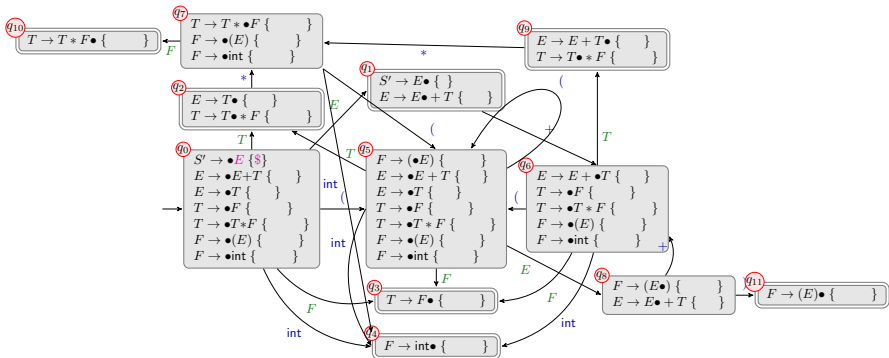 q10
T → T * F• { }
F
q7
T → T * •F { }
F → •(E) { }
F → •int { }
q9
E → E + T• { }
T → T• * F { }
*
*
q1
S′ → E• { }
E → E• + T { }
(
q2
E → T• { }
T → T• * F { }
E
(
+
T
T
T
q0
S′ → •E {$}
E → •E+T { }
E → •T { }
T → •F { }
T → •T*F { }
F → •(E) { }
F → •int { }
int
(
int
q5
F → (•E) { }
E → •E + T { }
E → •T { }
T → •F { }
T → •T * F { }
F → •(E) { }
F → •int { }
(
q6
E → E + •T { }
T → •F { }
T → •T * F { }
F → •(E) { }
F → •int { }
+
E
F
q8
F → (E•) { }
E → E• + T { }
)
q11
F → (E)• { }
q3
T → F• { }
F
F
int
int
q4
F → int• { }